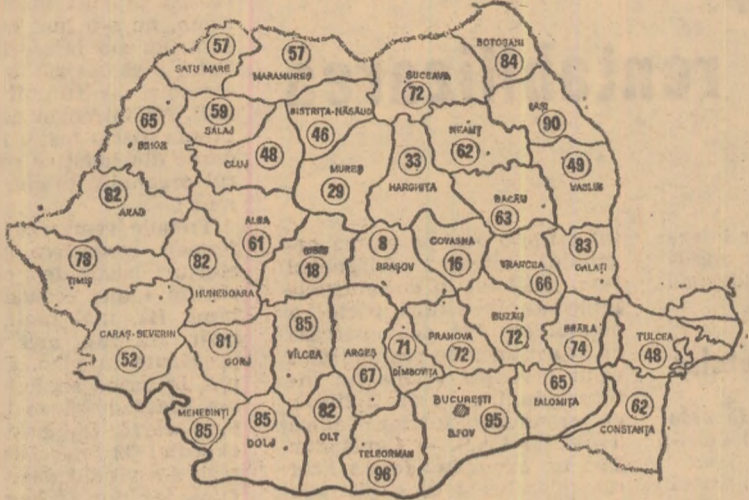 57
SATU MARE
57
MARAMUREȘ
SUCEAVA
72
BOTOȘANI
84
65
BIHOR
59
SĂLAJ
BISTRIȚA-NĂSĂUD
46
CLUJ
48
MUREȘ
29
33
HARGHITA
NEAMȚ
62
IAȘI
90
49
VASLUI
BACĂU
63
82
ARAD
ALBA
61
78
TIMIȘ
82
HUNEDOARA
SIBIU
18
8
BRAȘOV
COVASNA
16
VRANCEA
66
83
GALAȚI
CARAȘ-SEVERIN
52
81
GORJ
85
VÎLCEA
ARGEȘ
67
71
DÎMBOVIȚA
PRAHOVA
72
BUZĂU
72
BRĂILA
74
TULCEA
48
MEHEDINȚI
85
85
DOLJ
82
OLT
TELEORMAN
96
BUCUREȘTI
95
ILFOV
65
IALOMIȚA
62
CONSTANȚA